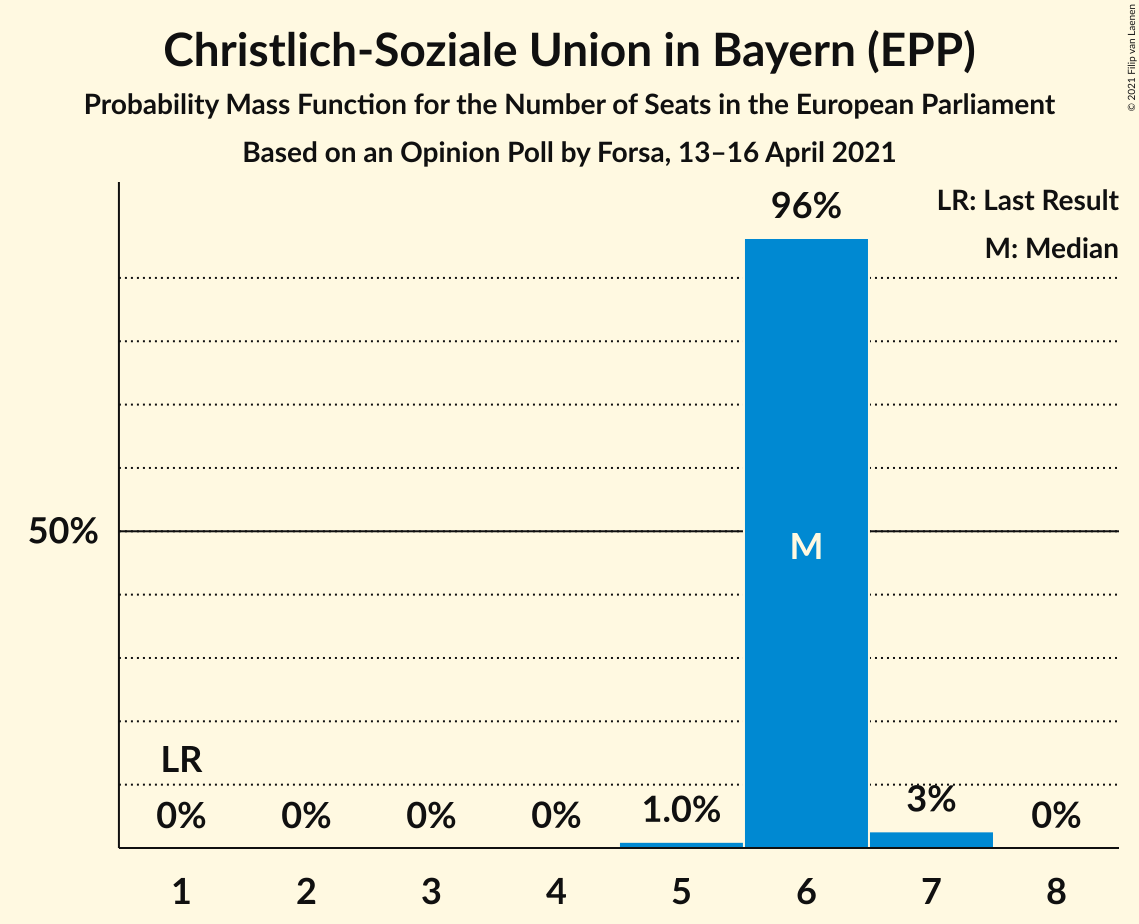 Christlich-Soziale Union in Bayern (EPP)
Probability Mass Function for the Number of Seats in the European Parliament
Based on an Opinion Poll by Forsa, 13–16 April 2021
© 2021 Filip van Laenen
LR: Last Result
M: Median
96%
50%
M
LR
0% 0% 0% 0% 1.0% 3% 0%
1 2 3 4 5 6 7 8